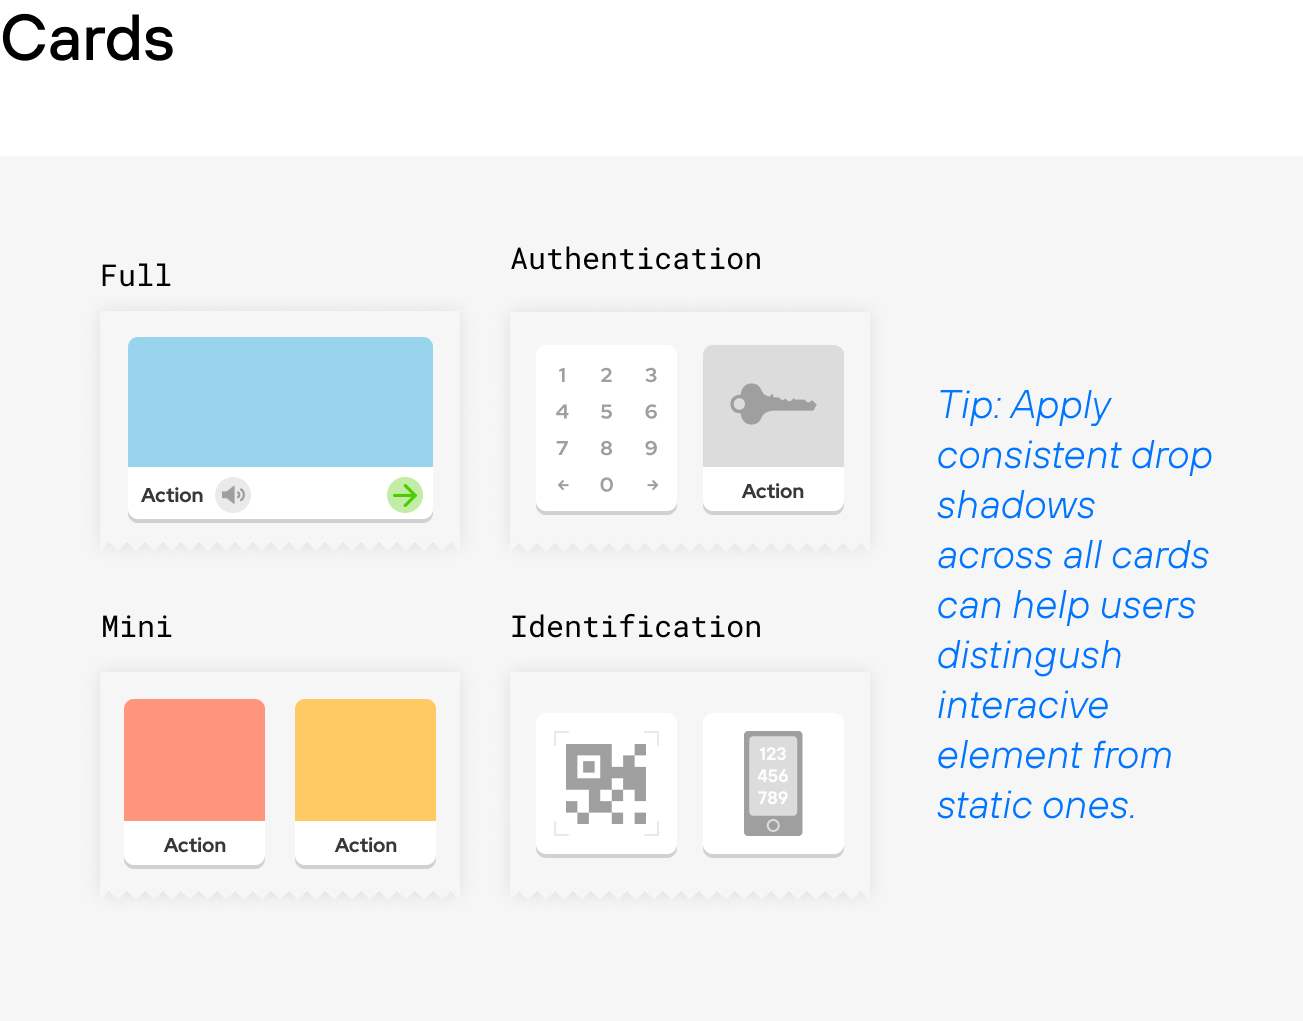 Cards
Full
Action
Authentication
1 2 3
4 5 6
7 8 9
← 0 →
Action
Mini
Action
Action
Identification
123
456
789
Tip: Apply
consistent drop
shadows
across all cards
can help users
distingush
interacive
element from
static ones.